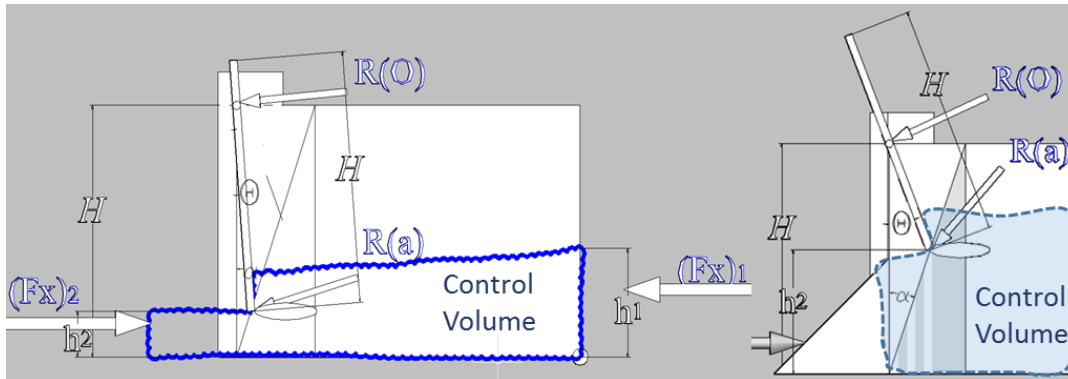 R(O)
H
H
Θ
R(a)
(Fx)2
h2
Control
Volume
(Fx)1
h1
H
R(O)
R(a)
H
Θ
h2
α
Control
Volume